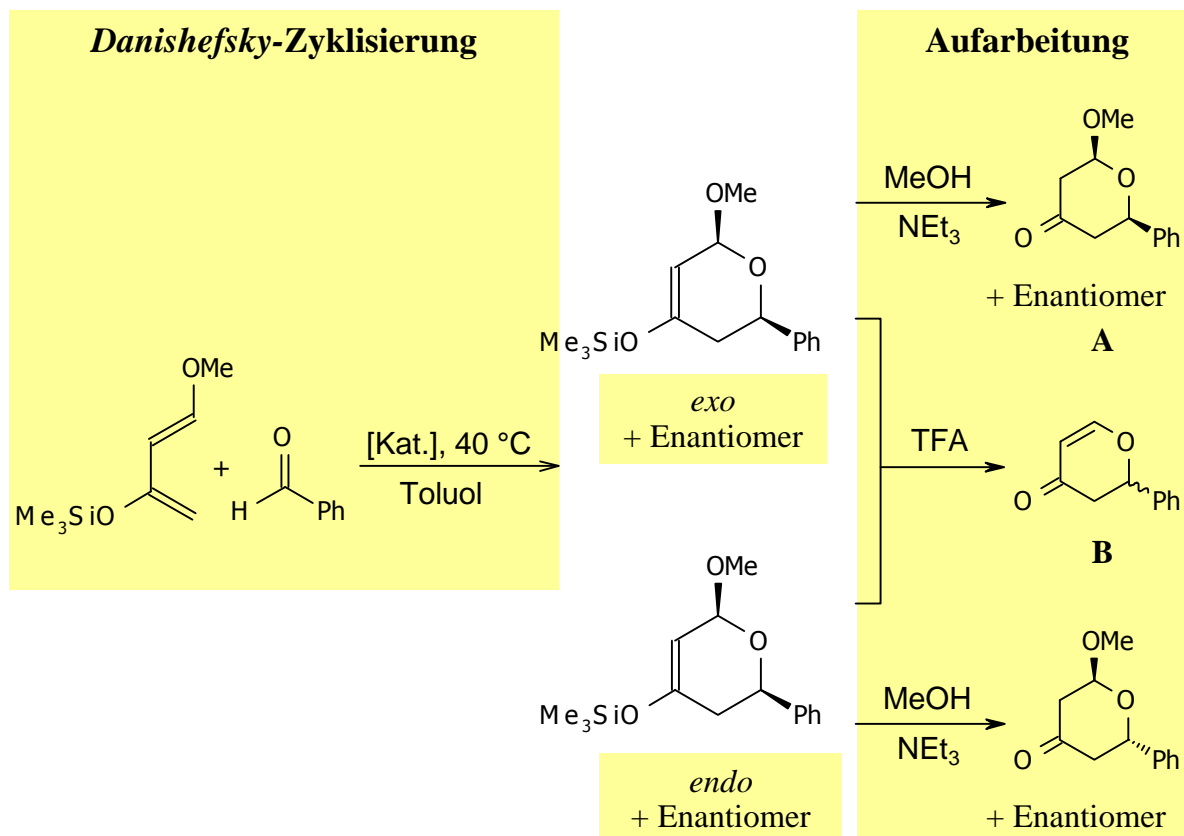 Danishefsky-Zyklisierung
Aufarbeitung
OMe
O
Me3SiO
+
H
Ph
[Kat.], 40 °C
Toluol
OMe
O
Me3SiO
Ph
exo
+ Enantiomer
OMe
O
Me3SiO
Ph
endo
+ Enantiomer
MeOH
NEt3
TFA
MeOH
NEt3
OMe
O
O
Ph
+ Enantiomer
A
O
O
Ph
B
OMe
O
O
Ph
+ Enantiomer